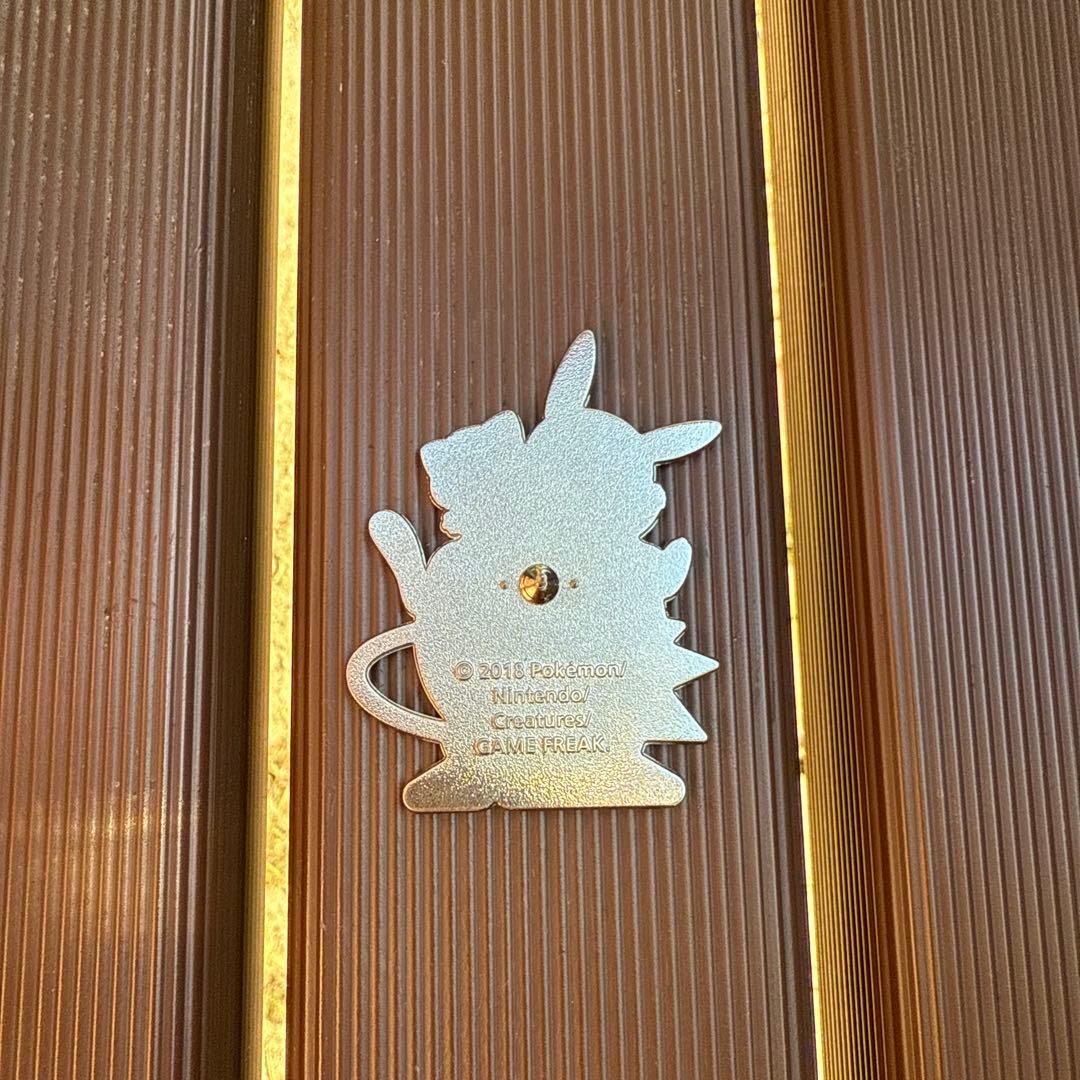 © 2018 Pokémon/
Nintendo/
Creatures/
GAME FREAK.